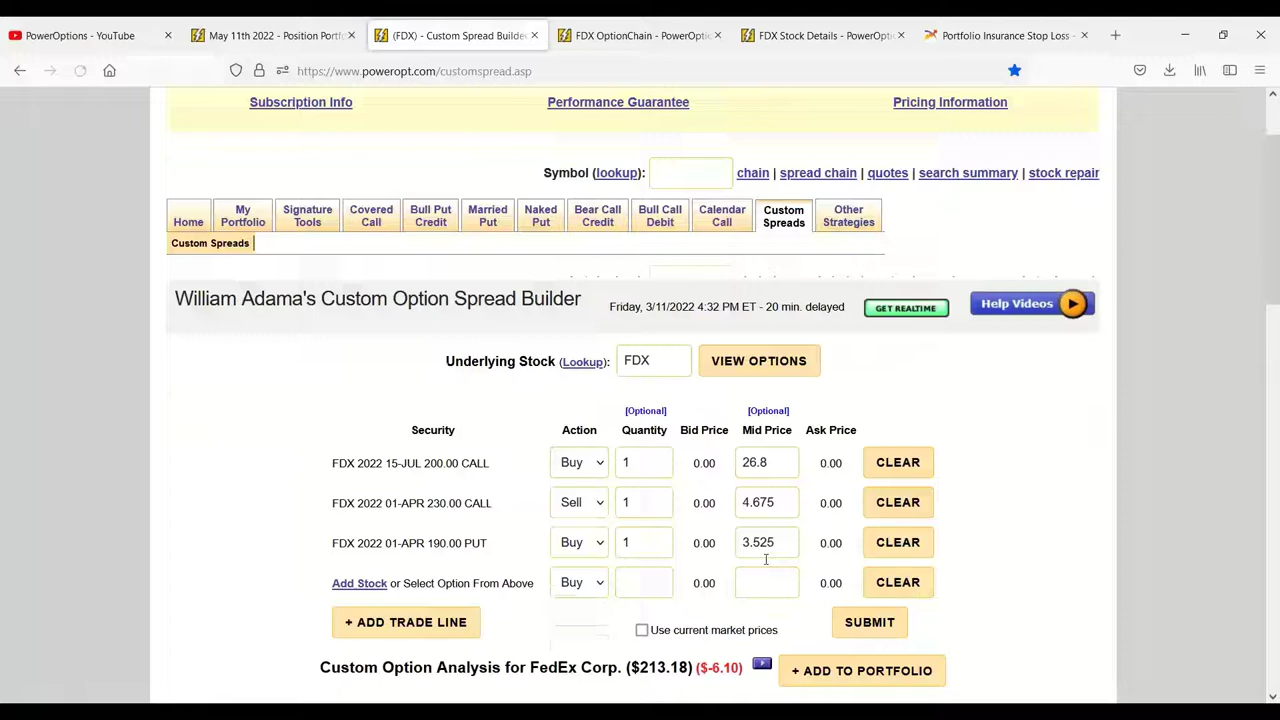 PowerOptions - YouTube
May 11th 2022 - Position Portf
(FDX) - Custom Spread Builde
FDX OptionChain - PowerOptio
FDX Stock Details - PowerOptio
Portfolio Insurance Stop Loss -
https://www.poweropt.com/customspread.asp
Subscription Info Performance Guarantee Pricing Information
Symbol (lookup): chain | spread chain | quotes | search summary | stock repair
Home
My Portfolio
Signature Tools
Covered Call
Bull Put Credit
Married Put
Naked Put
Bear Call Credit
Bull Call Debit
Calendar Call
Custom Spreads
Other Strategies
Custom Spreads
William Adama's Custom Option Spread Builder
Friday, 3/11/2022 4:32 PM ET - 20 min. delayed
GET REALTIME
Help Videos
Underlying Stock (Lookup): FDX VIEW OPTIONS
[Optional] [Optional]
Security Action Quantity Bid Price Mid Price Ask Price
FDX 2022 15-JUL 200.00 CALL Buy 1 0.00 26.8 0.00 CLEAR
FDX 2022 01-APR 230.00 CALL Sell 1 0.00 4.675 0.00 CLEAR
FDX 2022 01-APR 190.00 PUT Buy 1 0.00 3.525 0.00 CLEAR
Add Stock or Select Option From Above Buy 0.00 0.00 CLEAR
+ ADD TRADE LINE
Use current market prices
SUBMIT
Custom Option Analysis for FedEx Corp. ($213.18) ($-6.10)
+ ADD TO PORTFOLIO